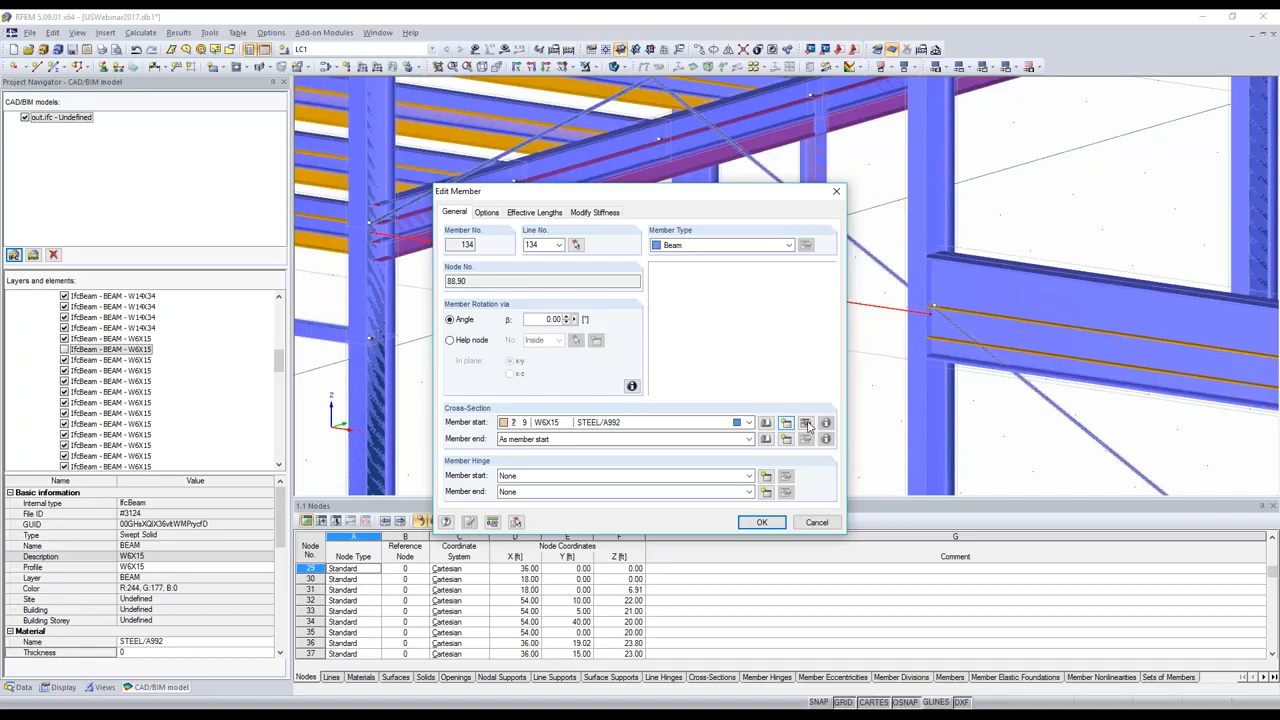 RFEM 5.09.01 x64 - [USWebinar2017.db1*]
File Edit View Insert Calculate Results Tools Table Options Add-on Modules Window Help
LC1
Project Navigator - CAD/BIM model
CAD/BIM models:
out.ifc - Undefined
Layers and elements:
IfcBeam - BEAM - W14X34
IfcBeam - BEAM - W14X34
IfcBeam - BEAM - W14X34
IfcBeam - BEAM - W14X34
IfcBeam - BEAM - W6X15
IfcBeam - BEAM - W6X15
IfcBeam - BEAM - W6X15
IfcBeam - BEAM - W6X15
IfcBeam - BEAM - W6X15
IfcBeam - BEAM - W6X15
IfcBeam - BEAM - W6X15
IfcBeam - BEAM - W6X15
IfcBeam - BEAM - W6X15
IfcBeam - BEAM - W6X15
IfcBeam - BEAM - W6X15
IfcBeam - BEAM - W6X15
IfcBeam - BEAM - W6X15
Name Value
Basic information
Internal type IfcBeam
File ID #3124
GUID
Type Swept Solid
Name BEAM
Description W6X15
Profile W6X15
Layer BEAM
Color R:244, G:177, B:0
Site Undefined
Building Undefined
Building Storey Undefined
Material
Name STEEL/A992
Thickness 0
Data Display Views CAD/BIM model
Edit Member
General Options Effective Lengths Modify Stiffness
Member No. Line No. Member Type
134 134 Beam
Node No.
88,90
Member Rotation via
Angle β: 0.00 [°]
Help node No.: Inside
In plane: x-y
x-z
Cross-Section
Member start: ? 9 W6X15 STEEL/A992
Member end: As member start
Member Hinge
Member start: None
Member end: None
OK Cancel
Z
1.1 Nodes
A B C D E F G
Node No. Node Type Reference Node Coordinate System Node Coordinates X [ft] Y [ft] Z [ft] Comment
29 Standard 0 Cartesian 36.00 0.00 0.00
30 Standard 0 Cartesian 18.00 0.00 0.00
31 Standard 0 Cartesian 18.00 0.00 6.91
32 Standard 0 Cartesian 54.00 10.00 22.00
33 Standard 0 Cartesian 54.00 5.00 21.00
34 Standard 0 Cartesian 54.00 40.00 20.00
35 Standard 0 Cartesian 54.00 0.00 20.00
36 Standard 0 Cartesian 36.00 19.02 23.80
37 Standard 0 Cartesian 36.00 15.00 23.00
Nodes Lines Materials Surfaces Solids Openings Nodal Supports Line Supports Surface Supports Line Hinges Cross-Sections Member Hinges Member Eccentricities Member Divisions Members Member Elastic Foundations Member Nonlinearities Sets of Members
SNAP GRID CARTES OSNAP GLINES DXF